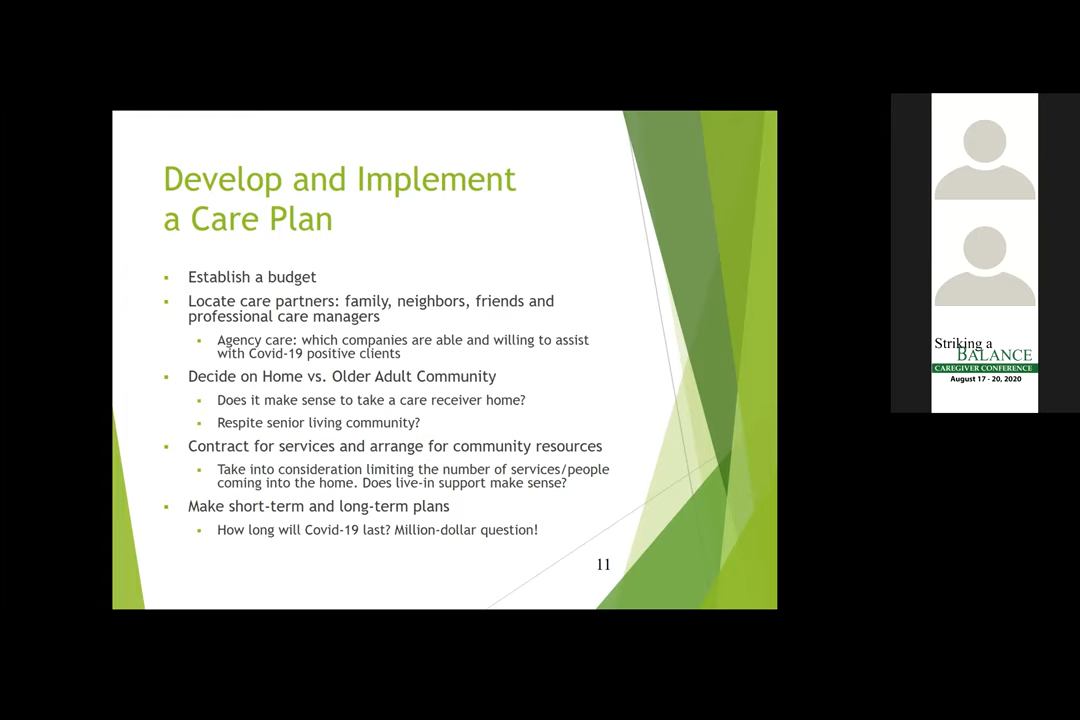 Develop and Implement
a Care Plan
▪ Establish a budget
▪ Locate care partners: family, neighbors, friends and
professional care managers
▪ Agency care: which companies are able and willing to assist
with Covid-19 positive clients
▪ Decide on Home vs. Older Adult Community
▪ Does it make sense to take a care receiver home?
▪ Respite senior living community?
▪ Contract for services and arrange for community resources
▪ Take into consideration limiting the number of services/people
coming into the home. Does live-in support make sense?
▪ Make short-term and long-term plans
▪ How long will Covid-19 last? Million-dollar question!
11
Striking a
BALANCE
CAREGIVER CONFERENCE
August 17 - 20, 2020